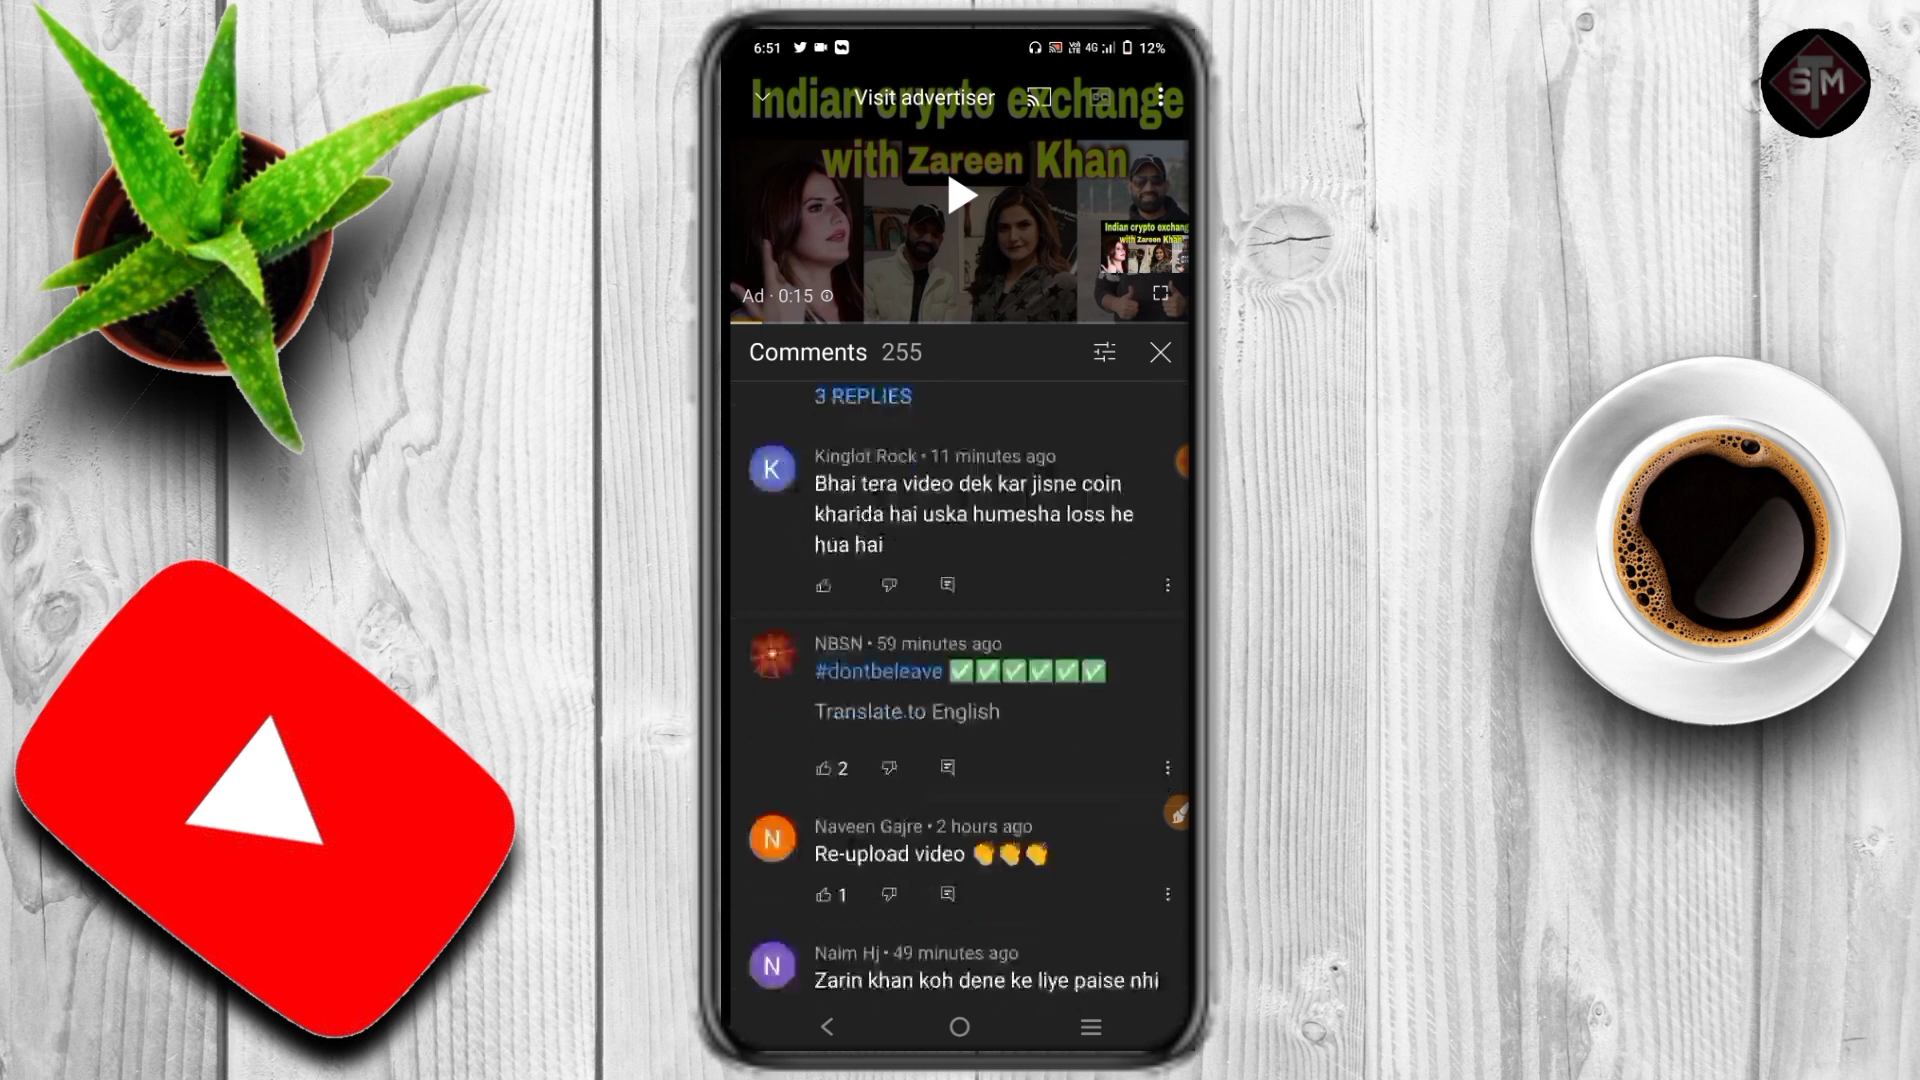 6:51
VoLTE 4G 12%
STM
Visit advertiser
Indian crypto exchange
with Zareen Khan
Indian crypto exchang
with Zareen Khan
Ad · 0:15
Comments 255
3 REPLIES
Kinglot Rock • 11 minutes ago
Bhai tera video dek kar jisne coin
kharida hai uska humesha loss he
hua hai
NBSN • 59 minutes ago
#dontbeleave ✅✅✅✅✅✅
Translate to English
2
Naveen Gajre • 2 hours ago
Re-upload video 👏👏👏
1
Naim Hj • 49 minutes ago
Zarin khan koh dene ke liye paise nhi
K
N
N